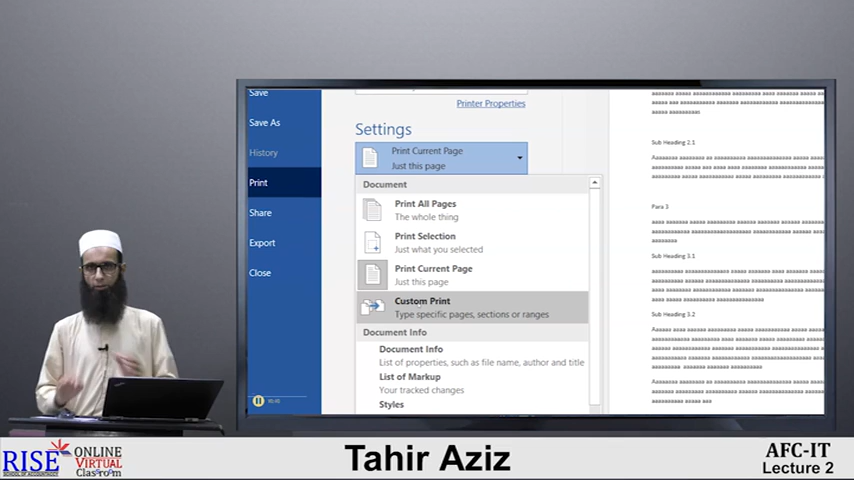 Save
Save As
History
Print
Share
Export
Close
Printer Properties
Settings
Print Current Page
Just this page
Document
Print All Pages
The whole thing
Print Selection
Just what you selected
Print Current Page
Just this page
Custom Print
Type specific pages, sections or ranges
Document Info
Document Info
List of properties, such as file name, author and title
List of Markup
Your tracked changes
Styles
Sub Heading 2.1
Para 3
Sub Heading 3.1
Sub Heading 3.2
RISE
SCHOOL OF ACCOUNTANCY
ONLINE
VIRTUAL
Classroom
Tahir Aziz
AFC-IT
Lecture 2